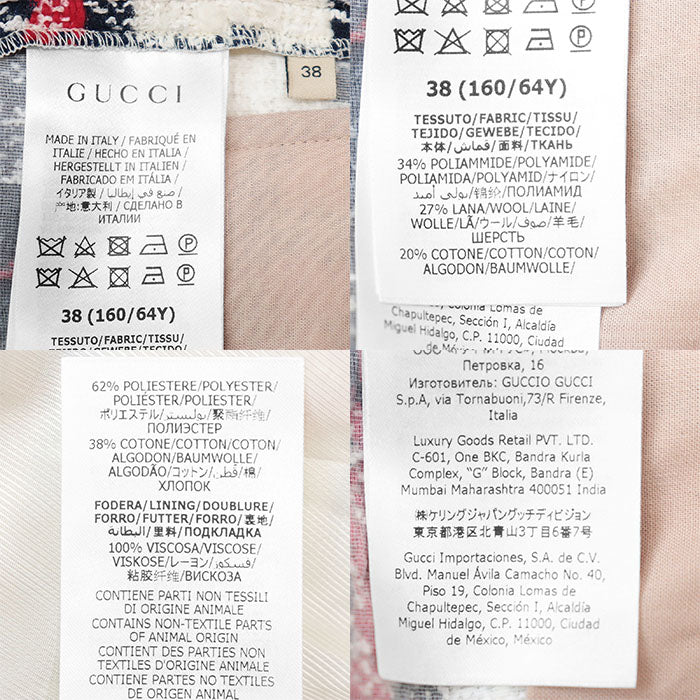 GUCCI
38
MADE IN ITALY / FABRIQUÉ EN
ITALIE / HECHO EN ITALIA /
HERGESTELLT IN ITALIEN /
FABRICADO EM ITÁLIA /
イタリア製 / صنع في إيطاليا /
产地:意大利 / СДЕЛАНО В
ИТАЛИИ
38 (160/64Y)
TESSUTO/FABRIC/TISSU/
TEJIDO/GEWEBE/TECIDO/
38 (160/64Y)
TESSUTO/FABRIC/TISSU/
TEJIDO/GEWEBE/TECIDO/
本体/قماش/面料/ТКАНЬ
34% POLIAMMIDE/POLYAMIDE/
POLIAMIDA/POLYAMID/ナイロン/
بولي أميد/锦纶/ПОЛИАМИД
27% LANA/WOOL/LAINE/
WOLLE/LÃ/ウール/صوف/羊毛/
ШЕРСТЬ
20% COTONE/COTTON/COTON/
ALGODON/BAUMWOLLE/
Piso 19, Colonia Lomas de
Chapultepec, Sección I, Alcaldía
Miguel Hidalgo, C.P. 11000, Ciudad
de México, México
62% POLIESTERE/POLYESTER/
POLIÉSTER/POLIESTER/
ポリエステル/بوليستر/聚酯纤维/
ПОЛИЭСТЕР
38% COTONE/COTTON/COTON/
ALGODON/BAUMWOLLE/
ALGODÃO/コットン/قطن/棉/
ХЛОПОК
FODERA/LINING/DOUBLURE/
FORRO/FUTTER/FORRO/裏地/
البطانة/里料/ПОДКЛАДКА
100% VISCOSA/VISCOSE/
VISKOSE/レーヨン/فسكوز/
粘胶纤维/ВИСКОЗА
CONTIENE PARTI NON TESSILI
DI ORIGINE ANIMALE
CONTAINS NON-TEXTILE PARTS
OF ANIMAL ORIGIN
CONTIENT DES PARTIES NON
TEXTILES D'ORIGINE ANIMALE
ENTHÄLT NICHTTEXTILE
Петровка, 16
Изготовитель: GUCCIO GUCCI
S.p.A, via Tornabuoni,73/R Firenze,
Italia
Luxury Goods Retail PVT. LTD.
C-601, One BKC, Bandra Kurla
Complex, “G” Block, Bandra (E)
Mumbai Maharashtra 400051 India
㈱ケリングジャパングッチディビジョン
東京都港区北青山3丁目6番7号
Gucci Importaciones, S.A. de C.V.
Blvd. Manuel Ávila Camacho No. 40,
Piso 19, Colonia Lomas de
Chapultepec, Sección I, Alcaldía
Miguel Hidalgo, C.P. 11000, Ciudad
de México, México